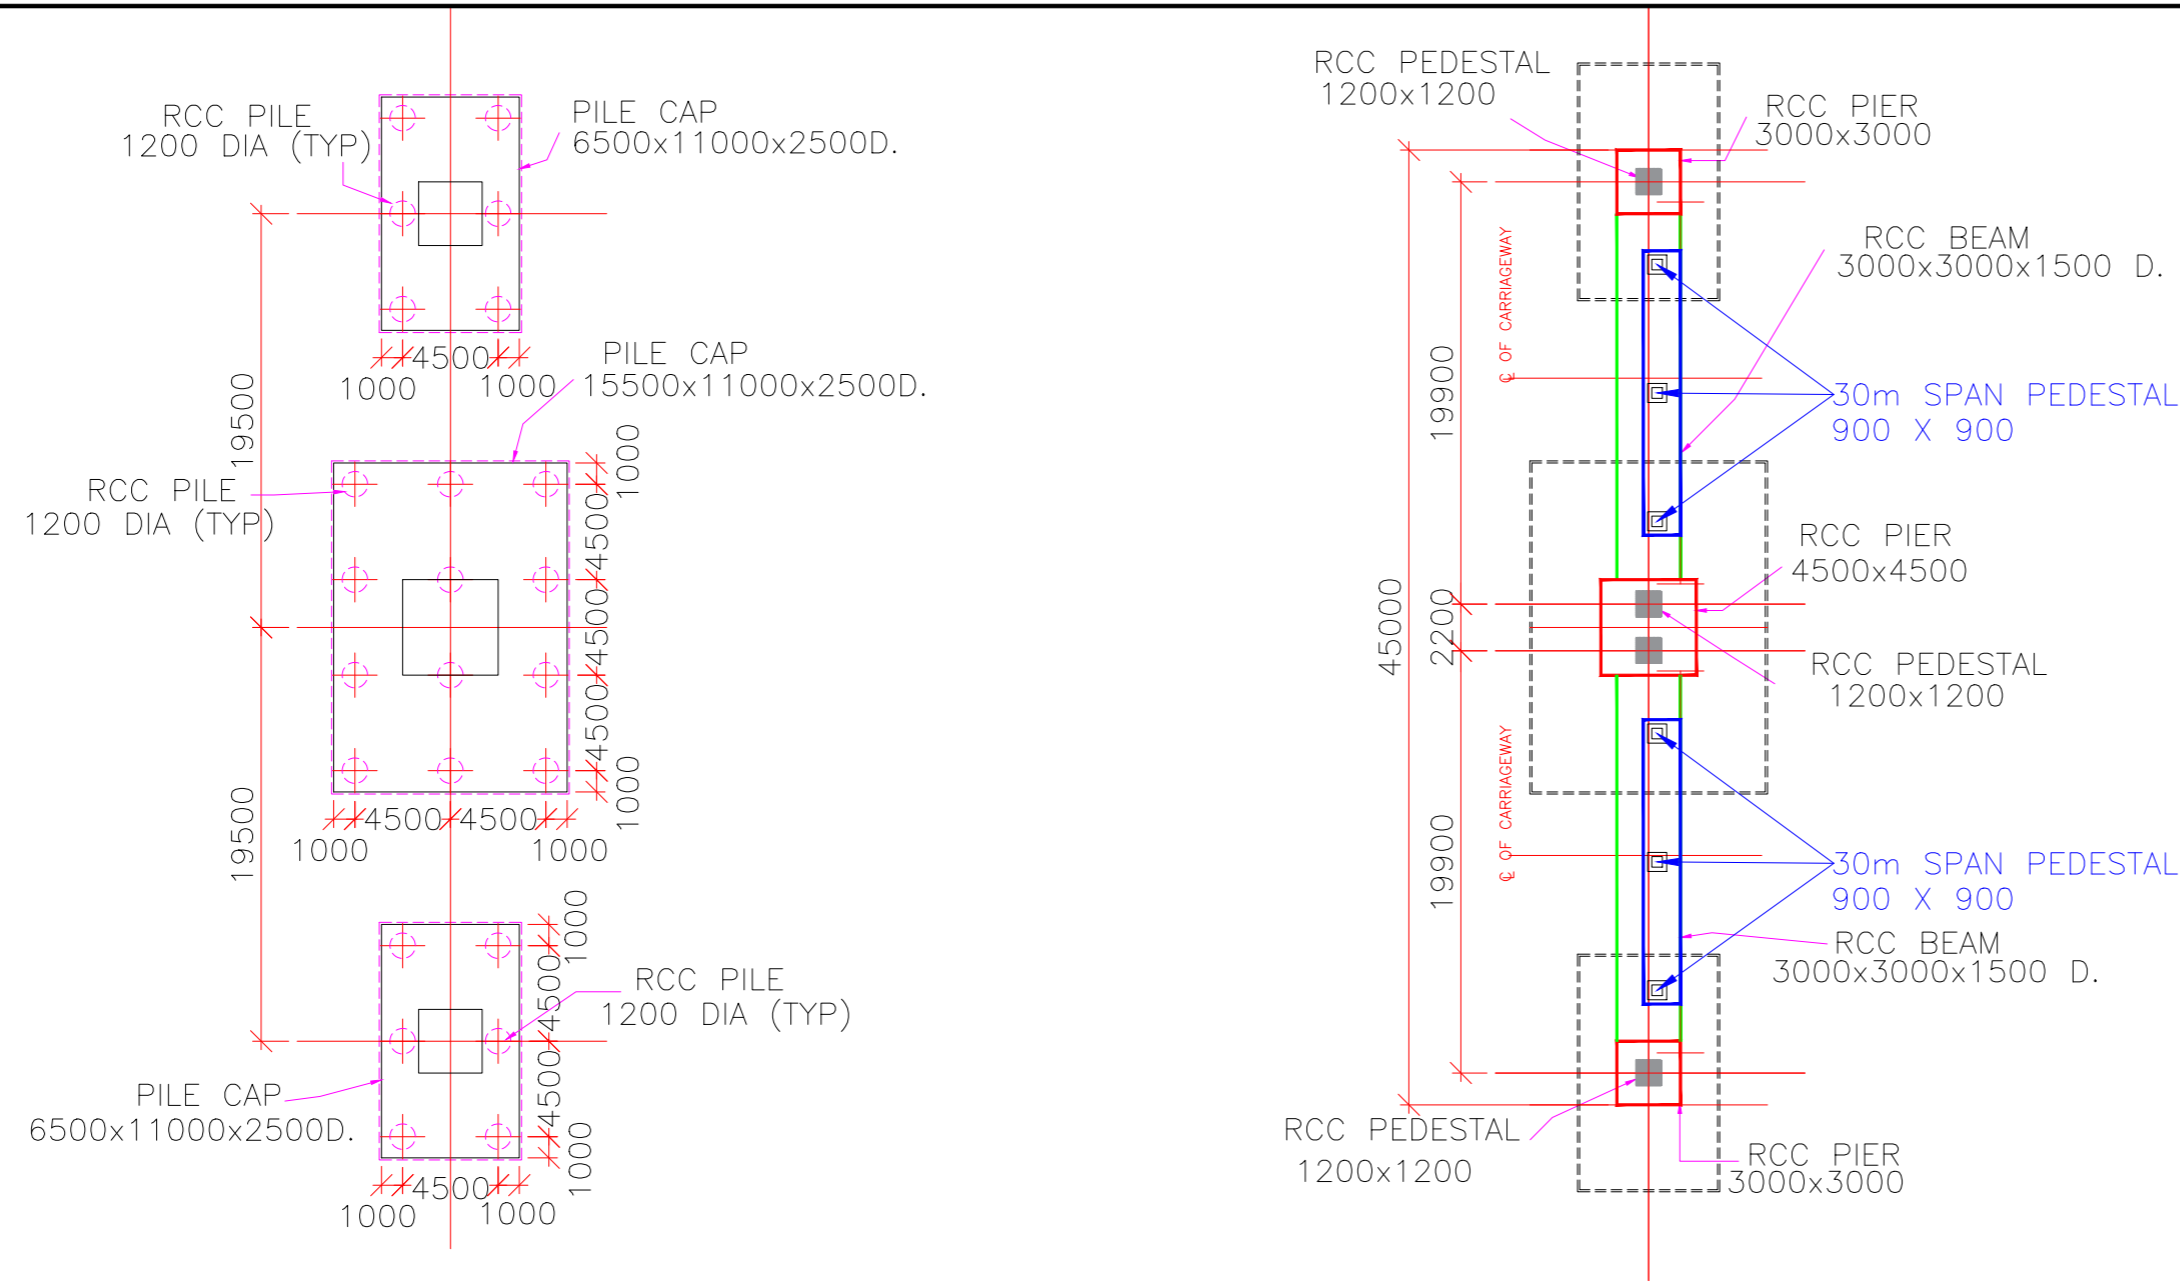 RCC PILE
1200 DIA (TYP)
PILE CAP
6500x11000x2500D.
4500
1000
1000
19500
PILE CAP
15500x11000x2500D.
RCC PILE
1200 DIA (TYP)
1000
4500
4500
4500
1000
4500
4500
1000
1000
19500
1000
4500
4500
1000
RCC PILE
1200 DIA (TYP)
PILE CAP
6500x11000x2500D.
4500
1000
1000
RCC PEDESTAL
1200x1200
RCC PIER
3000x3000
RCC BEAM
3000x3000x1500 D.
℄ OF CARRIAGEWAY
19900
30m SPAN PEDESTAL
900 X 900
RCC PIER
4500x4500
45000
2200
RCC PEDESTAL
1200x1200
℄ OF CARRIAGEWAY
19900
30m SPAN PEDESTAL
900 X 900
RCC BEAM
3000x3000x1500 D.
RCC PEDESTAL
1200x1200
RCC PIER
3000x3000